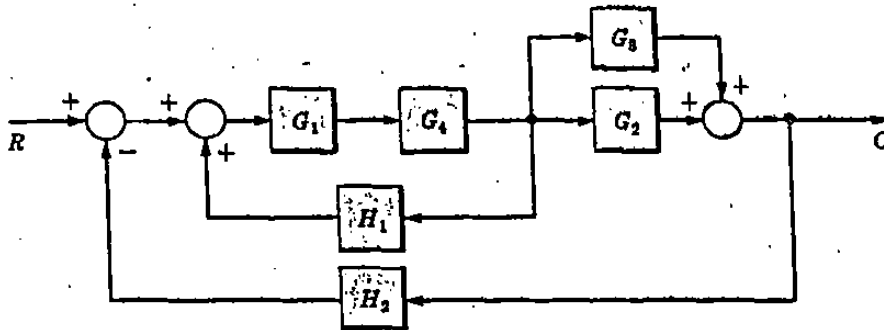 G₃
+
+ + G₁ G₄ + G₂
R − + C
H₁
H₂